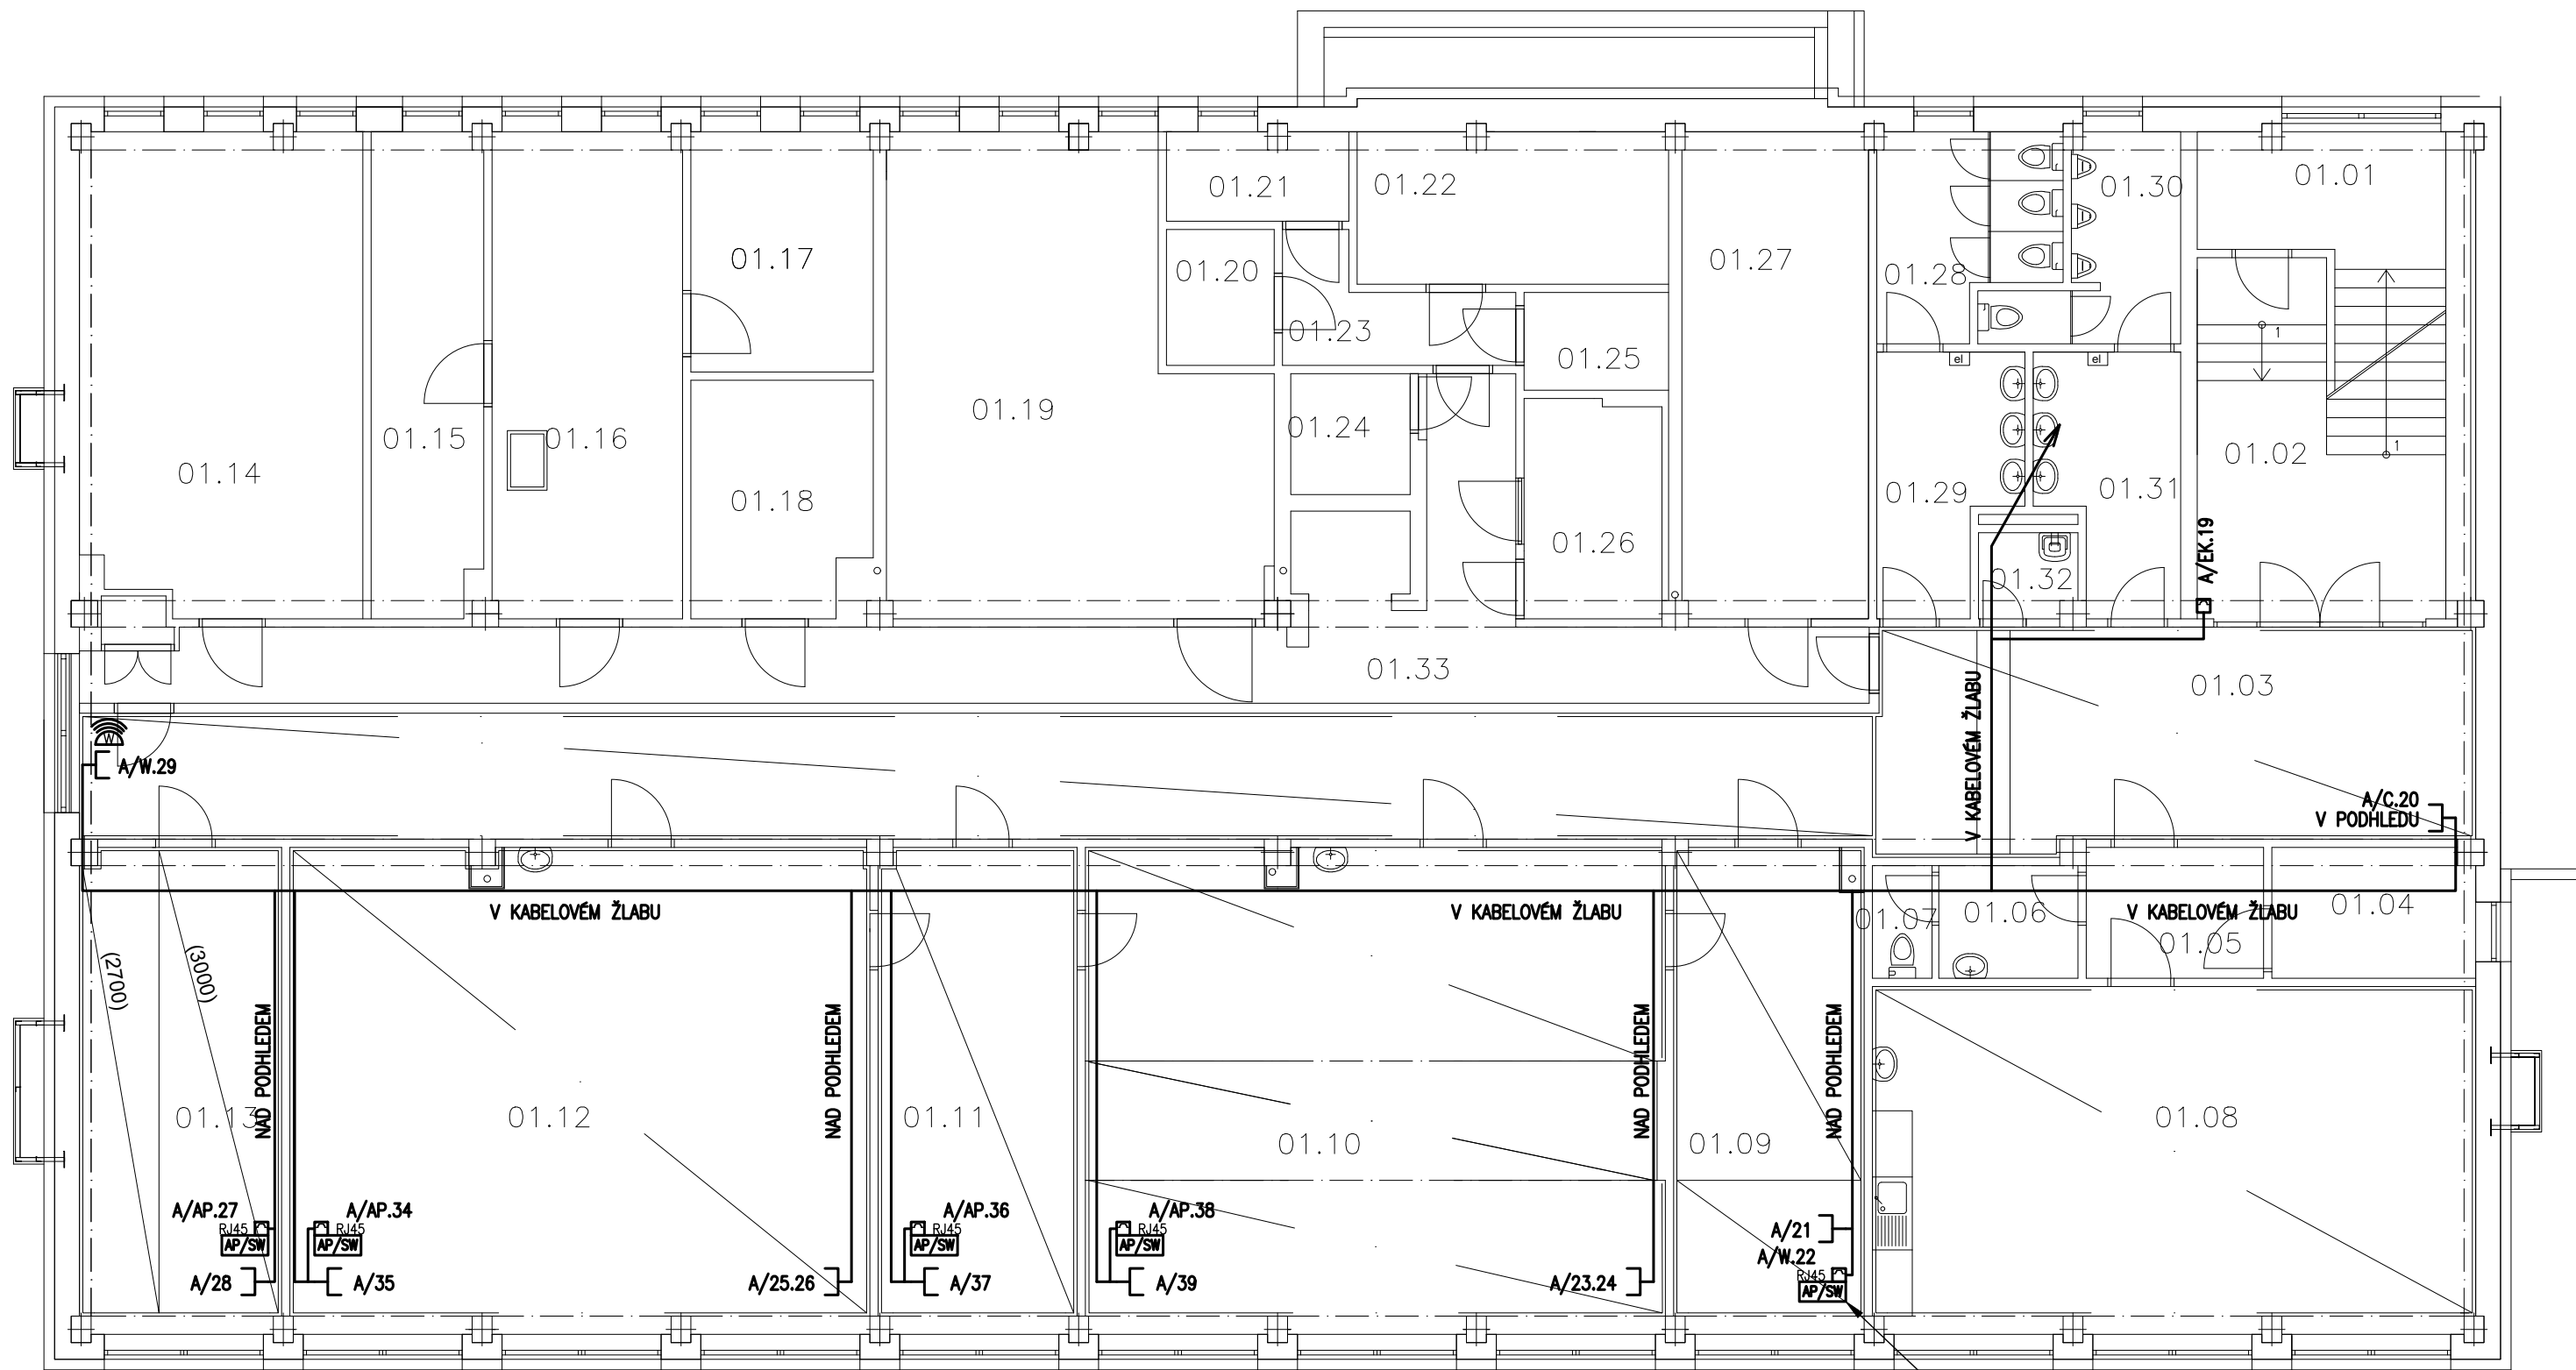 01.21
01.22
01.30
01.01
01.17
01.20
01.27
01.28
01.23
1
01.25
el
el
01.19
01.15
01.16
01.24
1
01.02
01.14
01.18
01.29
01.31
01.26
A/EK.19
01.32
01.33
01.03
V KABELOVÉM ŽLABU
W
A/W.29
A/C.20
V PODHLEDU
V KABELOVÉM ŽLABU
V KABELOVÉM ŽLABU
01.07
01.06
V KABELOVÉM ŽLABU
01.04
01.05
(2700)
(3000)
NAD PODHLEDEM
NAD PODHLEDEM
NAD PODHLEDEM
NAD PODHLEDEM
01.13
01.12
01.11
01.10
01.09
01.08
A/AP.27
RJ45
AP/SW
A/28
A/AP.34
RJ45
AP/SW
A/35
A/25.26
A/AP.36
RJ45
AP/SW
A/37
A/AP.38
RJ45
AP/SW
A/39
A/23.24
A/21
A/W.22
RJ45
AP/SW